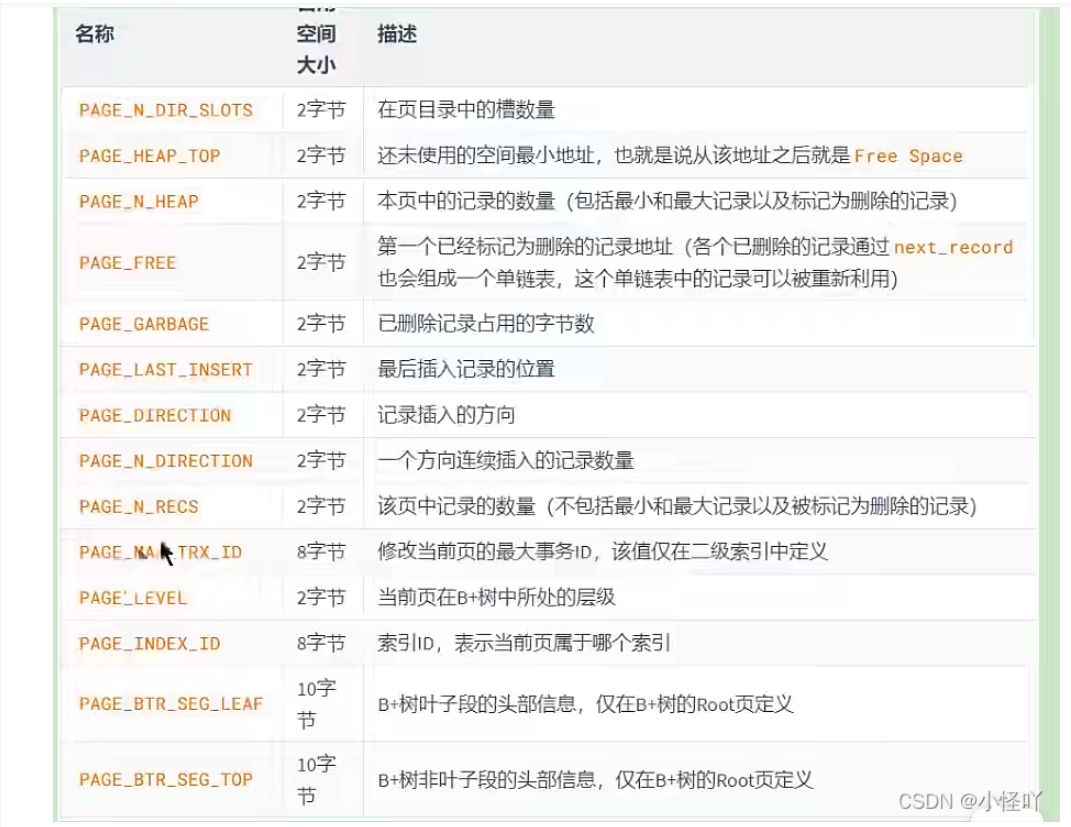 名称
空间
描述
大小
PAGE_N_DIR_SLOTS 2字节 在页目录中的槽数量
PAGE_HEAP_TOP 2字节 还未使用的空间最小地址，也就是说从该地址之后就是Free Space
PAGE_N_HEAP 2字节 本页中的记录的数量（包括最小和最大记录以及标记为删除的记录）
PAGE_FREE 2字节 第一个已经标记为删除的记录地址（各个已删除的记录通过next_record
也会组成一个单链表，这个单链表中的记录可以被重新利用）
PAGE_GARBAGE 2字节 已删除记录占用的字节数
PAGE_LAST_INSERT 2字节 最后插入记录的位置
PAGE_DIRECTION 2字节 记录插入的方向
PAGE_N_DIRECTION 2字节 一个方向连续插入的记录数量
PAGE_N_RECS 2字节 该页中记录的数量（不包括最小和最大记录以及被标记为删除的记录）
PAGE_MAX_TRX_ID 8字节 修改当前页的最大事务ID，该值仅在二级索引中定义
PAGE_LEVEL 2字节 当前页在B+树中所处的层级
PAGE_INDEX_ID 8字节 索引ID，表示当前页属于哪个索引
PAGE_BTR_SEG_LEAF 10字
节 B+树叶子段的头部信息，仅在B+树的Root页定义
PAGE_BTR_SEG_TOP 10字
节 B+树非叶子段的头部信息，仅在B+树的Root页定义
CSDN @小怪吖